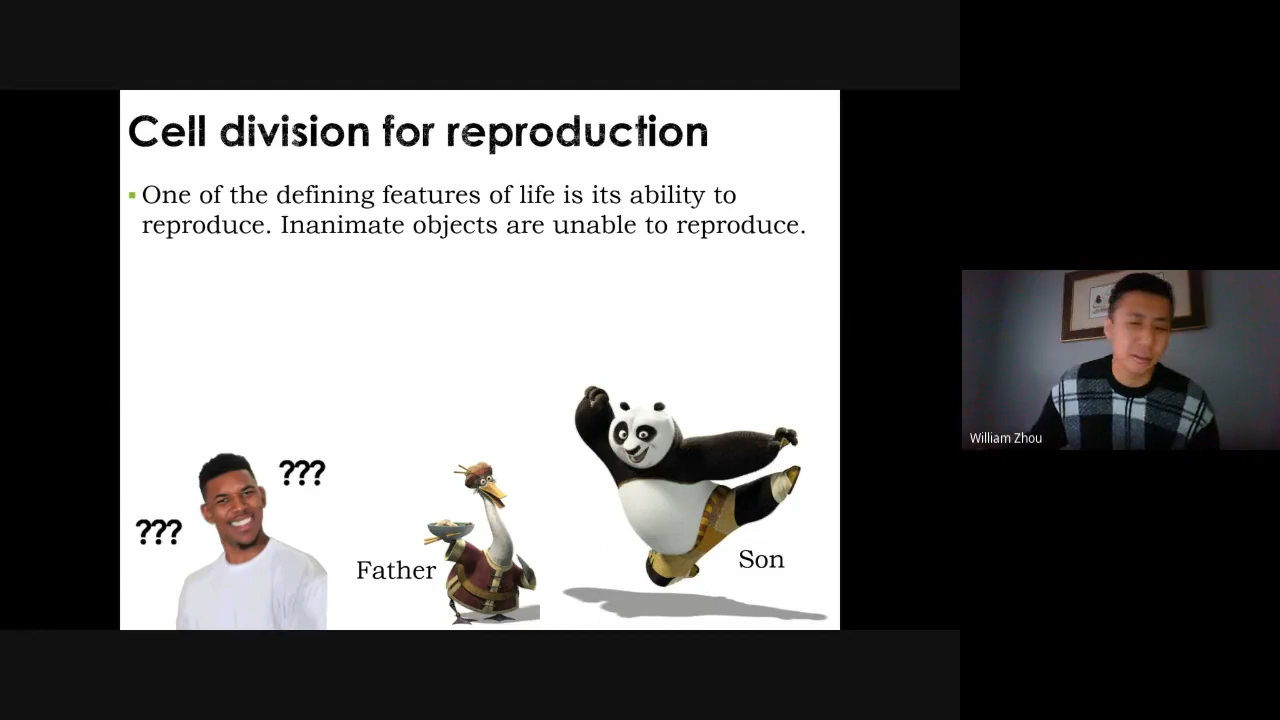 Cell division for reproduction
One of the defining features of life is its ability to
reproduce. Inanimate objects are unable to reproduce.
???
???
Father
Son
William Zhou